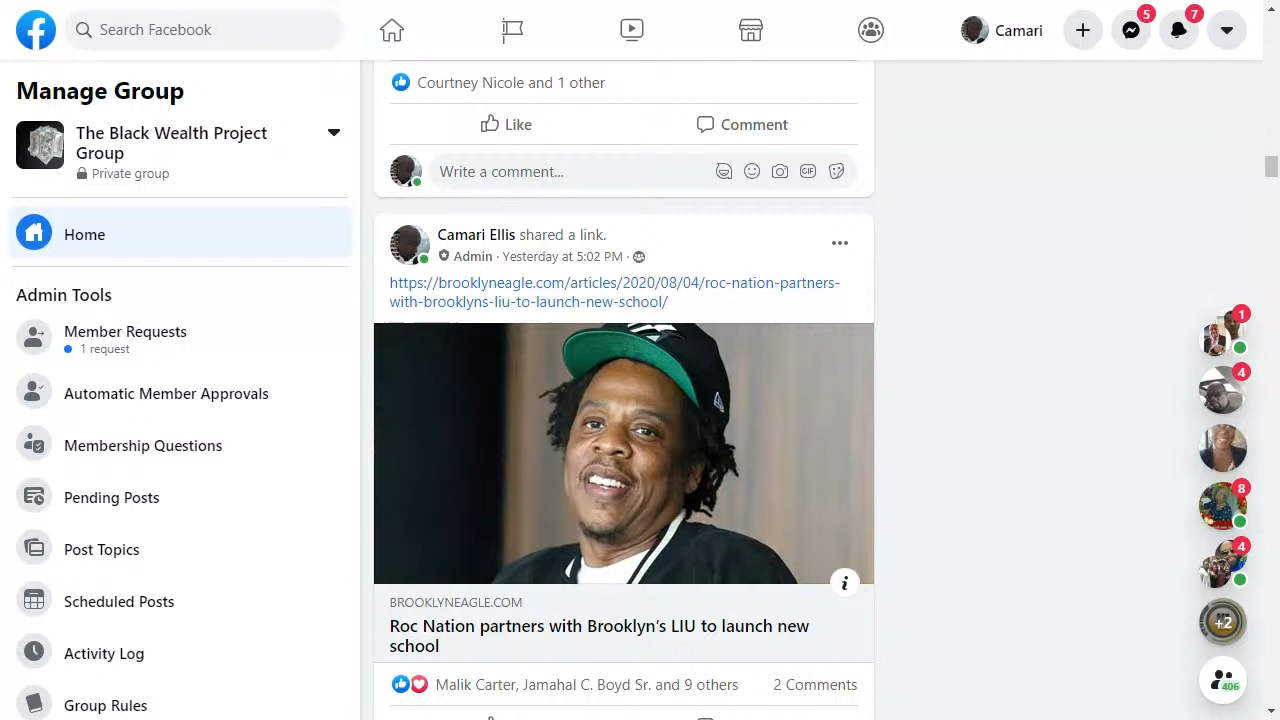 Search Facebook
Camari
5
7
Manage Group
The Black Wealth Project
Group
Private group
Home
Admin Tools
Member Requests
1 request
Automatic Member Approvals
Membership Questions
Pending Posts
Post Topics
Scheduled Posts
Activity Log
Group Rules
Courtney Nicole and 1 other
Like
Comment
Write a comment...
GIF
Camari Ellis shared a link.
Admin · Yesterday at 5:02 PM ·
https://brooklyneagle.com/articles/2020/08/04/roc-nation-partners-
with-brooklyns-liu-to-launch-new-school/
i
BROOKLYNEAGLE.COM
Roc Nation partners with Brooklyn’s LIU to launch new
school
Malik Carter, Jamahal C. Boyd Sr. and 9 others
2 Comments
1
4
8
4
+2
406